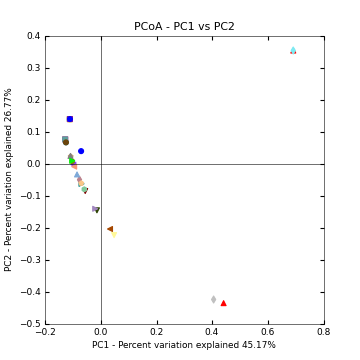 PCoA - PC1 vs PC2
0.4
0.3
0.2
0.1
0.0
−0.1
−0.2
−0.3
−0.4
−0.5
PC2 - Percent variation explained 26.77%
−0.2 0.0 0.2 0.4 0.6 0.8
PC1 - Percent variation explained 45.17%